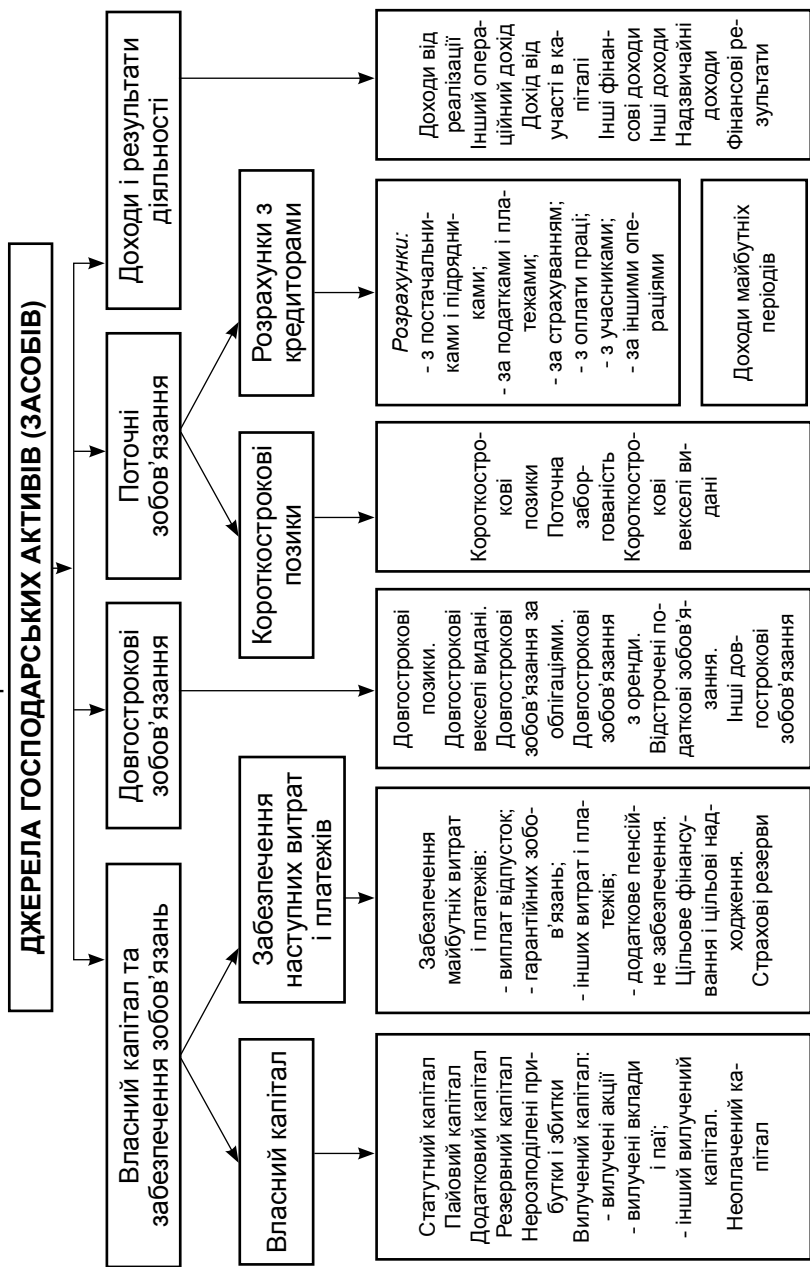 ДЖЕРЕЛА ГОСПОДАРСЬКИХ АКТИВІВ (ЗАСОБІВ)
Власний капітал та
забезпечення зобов’язань
Довгострокові
зобов’язання
Поточні
зобов’язання
Доходи і результати
діяльності
Власний капітал
Забезпечення
наступних витрат
і платежів
Короткострокові
позики
Розрахунки з
кредиторами
Статутний капітал
Пайовий капітал
Додатковий капітал
Резервний капітал
Нерозподілені при-
бутки і збитки
Вилучений капітал:
- вилучені акції
- вилучені вклади
і паї;
- інший вилучений
капітал.
Неоплачений ка-
пітал
Забезпечення
майбутніх витрат
і платежів:
- виплат відпусток;
- гарантійних зобо-
в’язань;
- інших витрат і пла-
тежів;
- додаткове пенсій-
не забезпечення.
Цільове фінансу-
вання і цільові над-
ходження.
Страхові резерви
Довгострокові
позики.
Довгострокові
векселі видані.
Довгострокові
зобов’язання за
облігаціями.
Довгострокові
зобов’язання
з оренди.
Відстрочені по-
даткові зобов’я-
зання.
Інші дов-
гострокові
зобов’язання
Короткостро-
кові
позики
Поточна
забор-
гованість
Короткостро-
кові
векселі ви-
дані
Розрахунки:
- з постачальни-
ками і підрядни-
ками;
- за податками і пла-
тежами;
- за страхуванням;
- з оплати праці;
- з учасниками;
- за іншими опе-
раціями
Доходи майбутніх
періодів
Доходи від
реалізації
Інший опера-
ційний дохід
Дохід від
участі в ка-
піталі
Інші фінан-
сові доходи
Інші доходи
Надзвичайні
доходи
Фінансові ре-
зультати